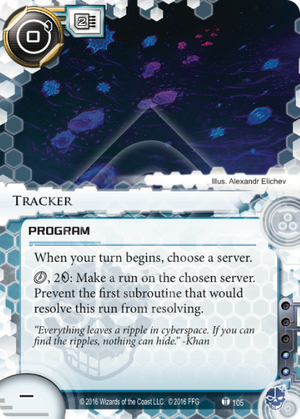 0
2
Illus. Alexandr Elichev
Tracker
PROGRAM
When your turn begins, choose a server.
, 2: Make a run on the chosen server.
Prevent the first subroutine that would
resolve this run from resolving.
"Everything leaves a ripple in cyberspace. If you can
find the ripples, nothing can hide." -Khan
–
© 2016 Wizards of the Coast LLC. © 2016 FFG
105